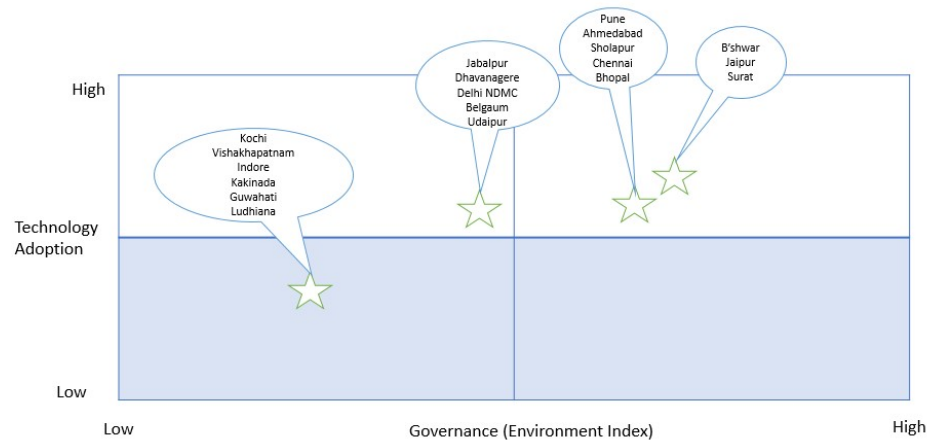 High
Technology
Adoption
Low
Kochi
Vishakhapatnam
Indore
Kakinada
Guwahati
Ludhiana
Jabalpur
Dhavanagere
Delhi NDMC
Belgaum
Udaipur
Pune
Ahmedabad
Sholapur
Chennai
Bhopal
B'shwar
Jaipur
Surat
Low
Governance (Environment Index)
High